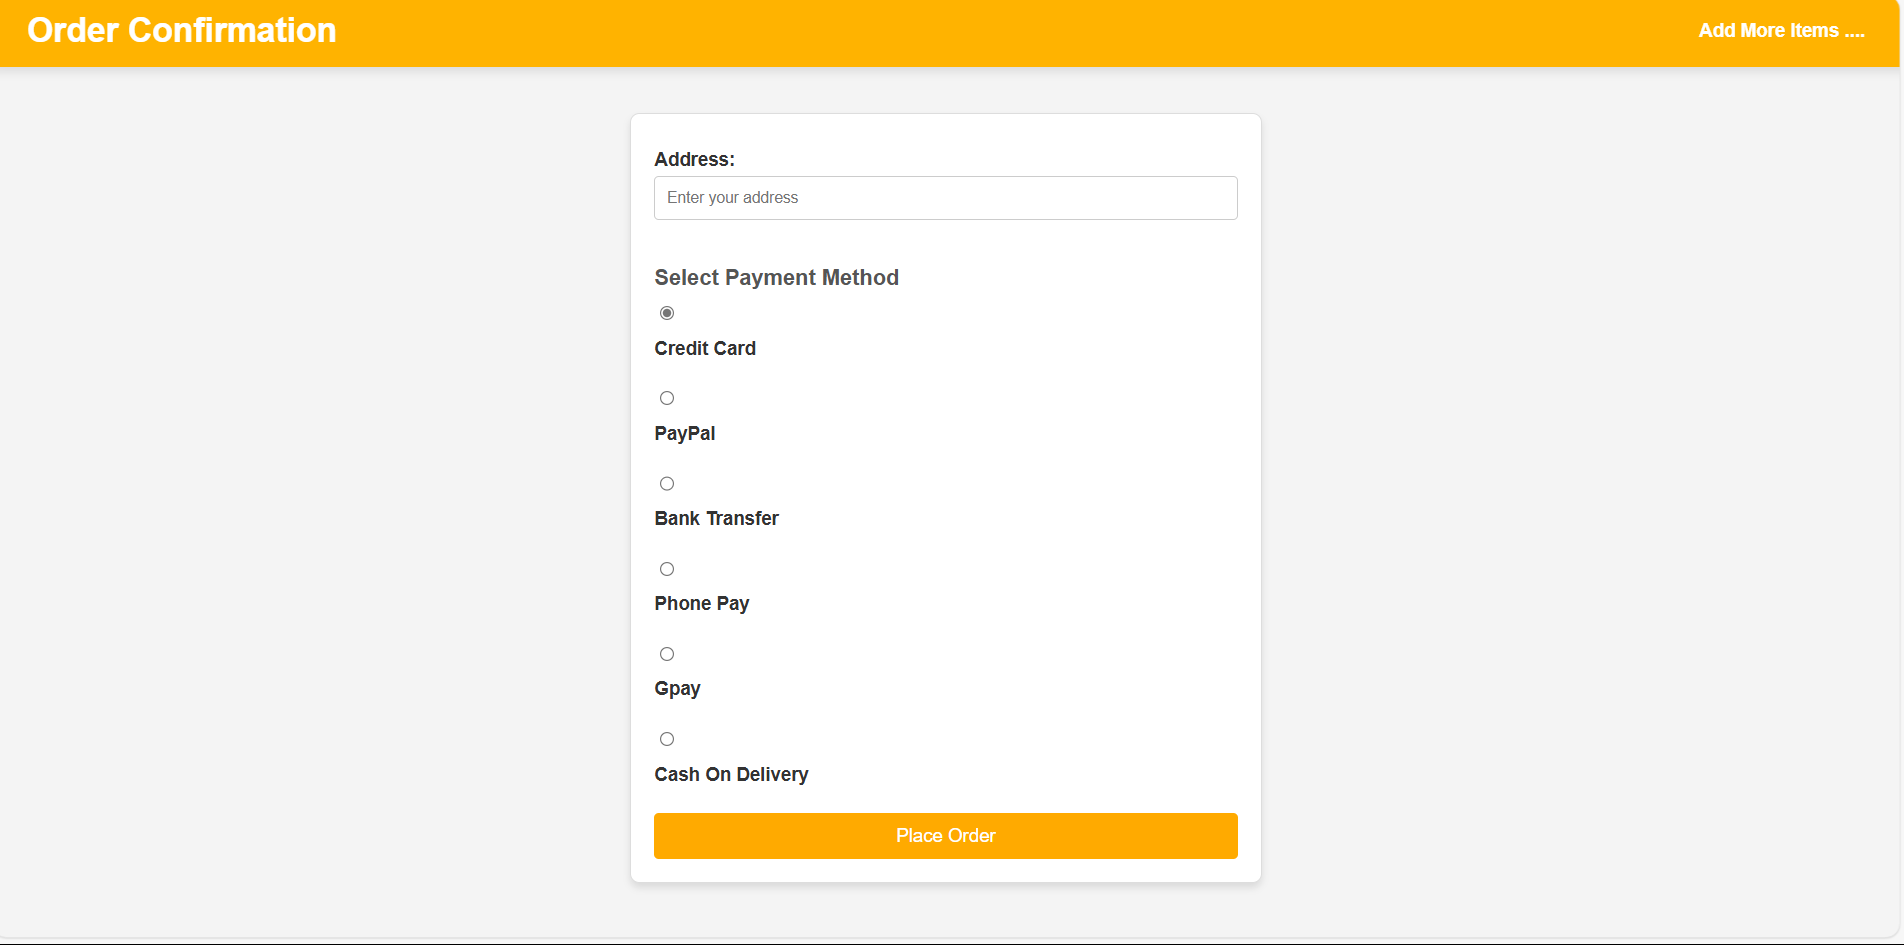 Order Confirmation
Add More Items ....
Address:
Enter your address
Select Payment Method
Credit Card
PayPal
Bank Transfer
Phone Pay
Gpay
Cash On Delivery
Place Order